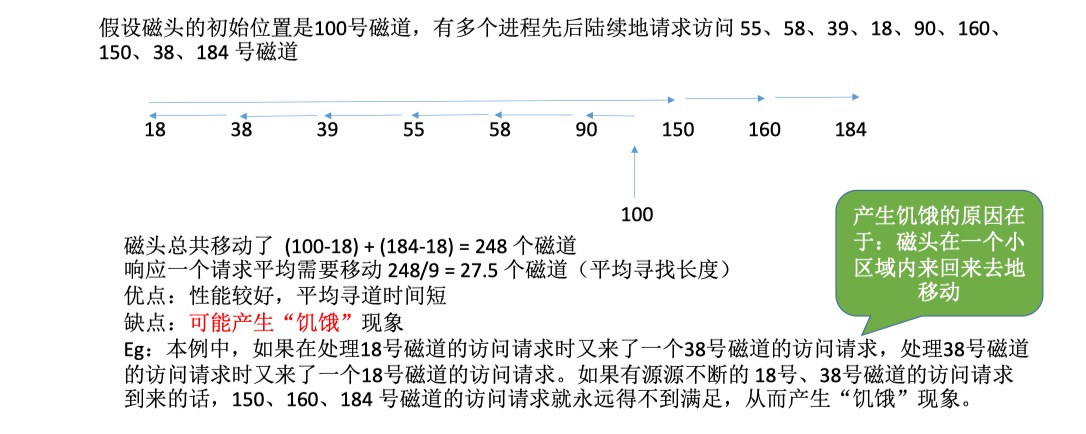 假设磁头的初始位置是100号磁道，有多个进程先后陆续地请求访问 55、58、39、18、90、160、
150、38、184 号磁道
18 38 39 55 58 90 150 160 184
100
产生饥饿的原因在
于：磁头在一个小
区域内来回来去地
移动
磁头总共移动了 (100-18) + (184-18) = 248 个磁道
响应一个请求平均需要移动 248/9 = 27.5 个磁道（平均寻找长度）
优点：性能较好，平均寻道时间短
缺点：可能产生“饥饿”现象
Eg：本例中，如果在处理18号磁道的访问请求时又来了一个38号磁道的访问请求，处理38号磁道
的访问请求时又来了一个18号磁道的访问请求。如果有源源不断的 18号、38号磁道的访问请求
到来的话，150、160、184 号磁道的访问请求就永远得不到满足，从而产生“饥饿”现象。